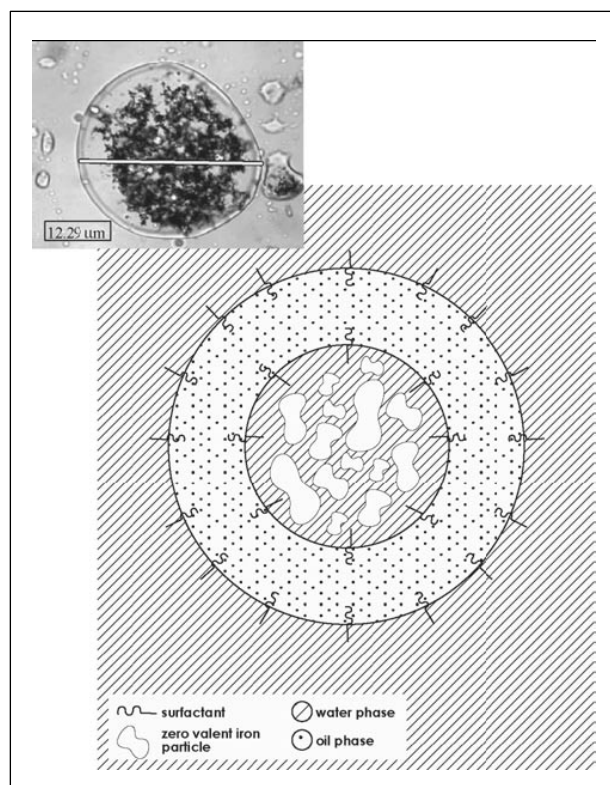 12.29 um
surfactant
zero valent iron
particle
water phase
oil phase